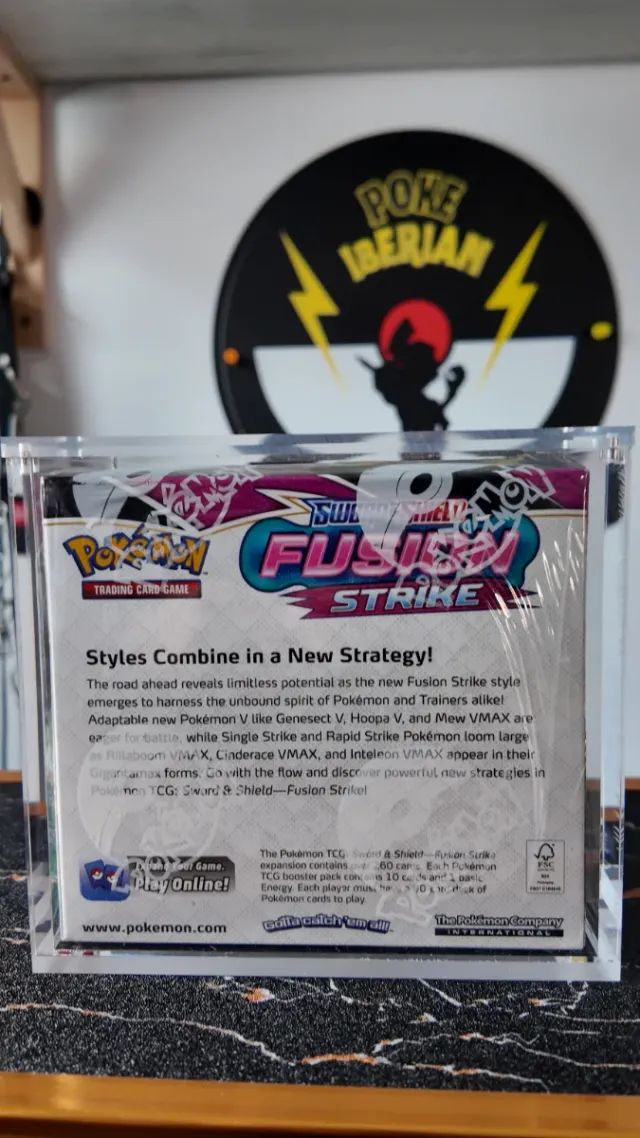 POKE
IBERIAN
Pokémon
TRADING CARD GAME
SWORD & SHIELD
FUSION
STRIKE
Styles Combine in a New Strategy!
The road ahead reveals limitless potential as the new Fusion Strike style
emerges to harness the unbound spirit of Pokémon and Trainers alike!
Adaptable new Pokémon V like Genesect V, Hoopa V, and Mew VMAX are
eager for battle, while Single Strike and Rapid Strike Pokémon loom large
as Rillaboom VMAX, Cinderace VMAX, and Inteleon VMAX appear in their
Gigantamax forms. Go with the flow and discover powerful new strategies in
Pokémon TCG: Sword & Shield—Fusion Strike!
Expand Your Game.
Play Online!
The Pokémon TCG: Sword & Shield—Fusion Strike
expansion contains over 260 cards. Each Pokémon
TCG booster pack contains 10 cards and 1 basic
Energy. Each player must have a 60-card deck of
Pokémon cards to play.
FSC
MIX
Packaging
www.pokemon.com
Gotta catch 'em all!
The Pokémon Company
INTERNATIONAL